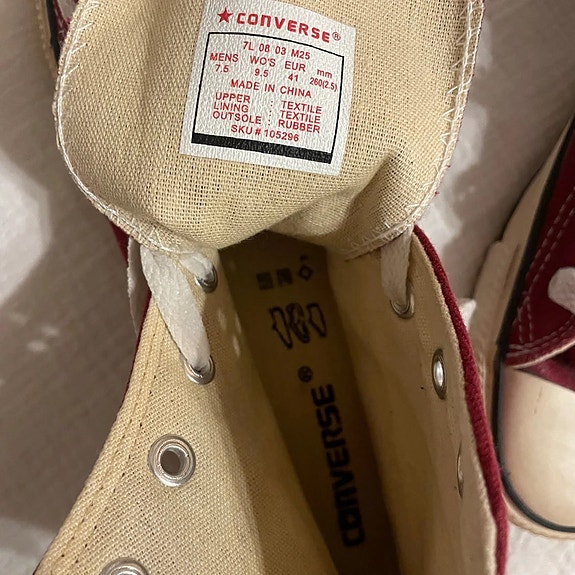 ★CONVERSE®
7L 08 03 M25
MENS WO'S EUR mm
7.5 9.5 41 260(2.5)
MADE IN CHINA
UPPER : TEXTILE
LINING : TEXTILE
OUTSOLE : RUBBER
SKU # 105296
CONVERSE®